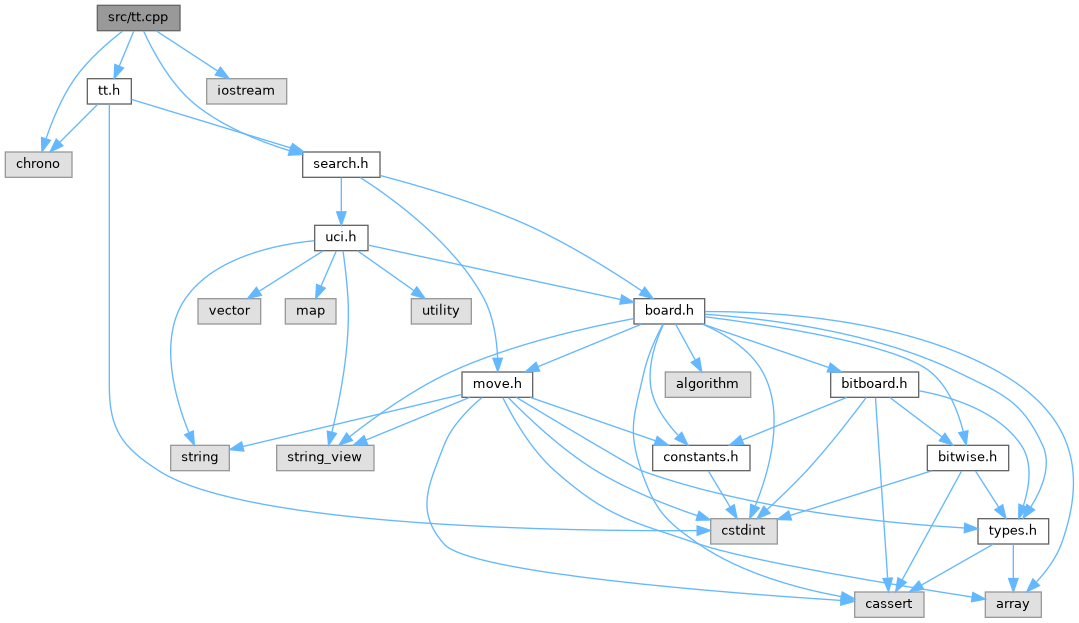 src/tt.cpp
tt.h
iostream
chrono
search.h
uci.h
vector
map
utility
board.h
move.h
algorithm
bitboard.h
string
string_view
constants.h
bitwise.h
cstdint
types.h
cassert
array